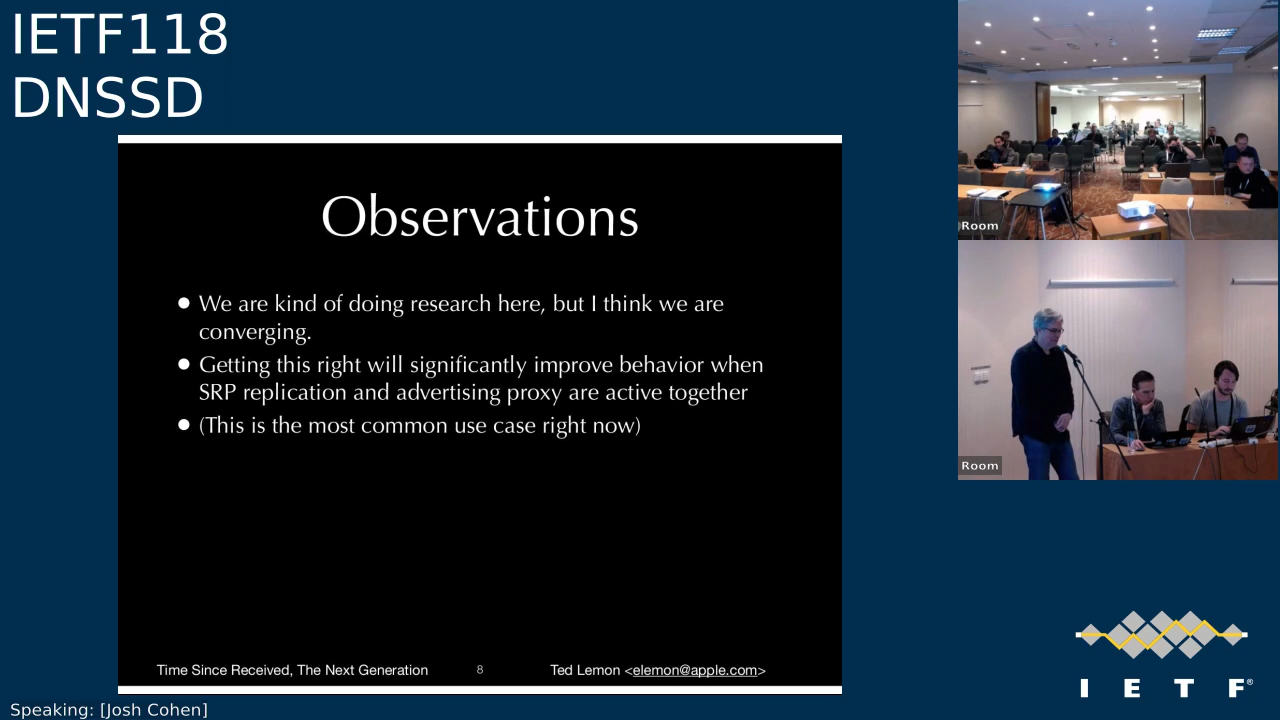 IETF118
DNSSD
Observations
• We are kind of doing research here, but I think we are
converging.
• Getting this right will significantly improve behavior when
SRP replication and advertising proxy are active together
• (This is the most common use case right now)
Time Since Received, The Next Generation
8
Ted Lemon <elemon@apple.com>
Room
Room
I E T F®
Speaking: [Josh Cohen]